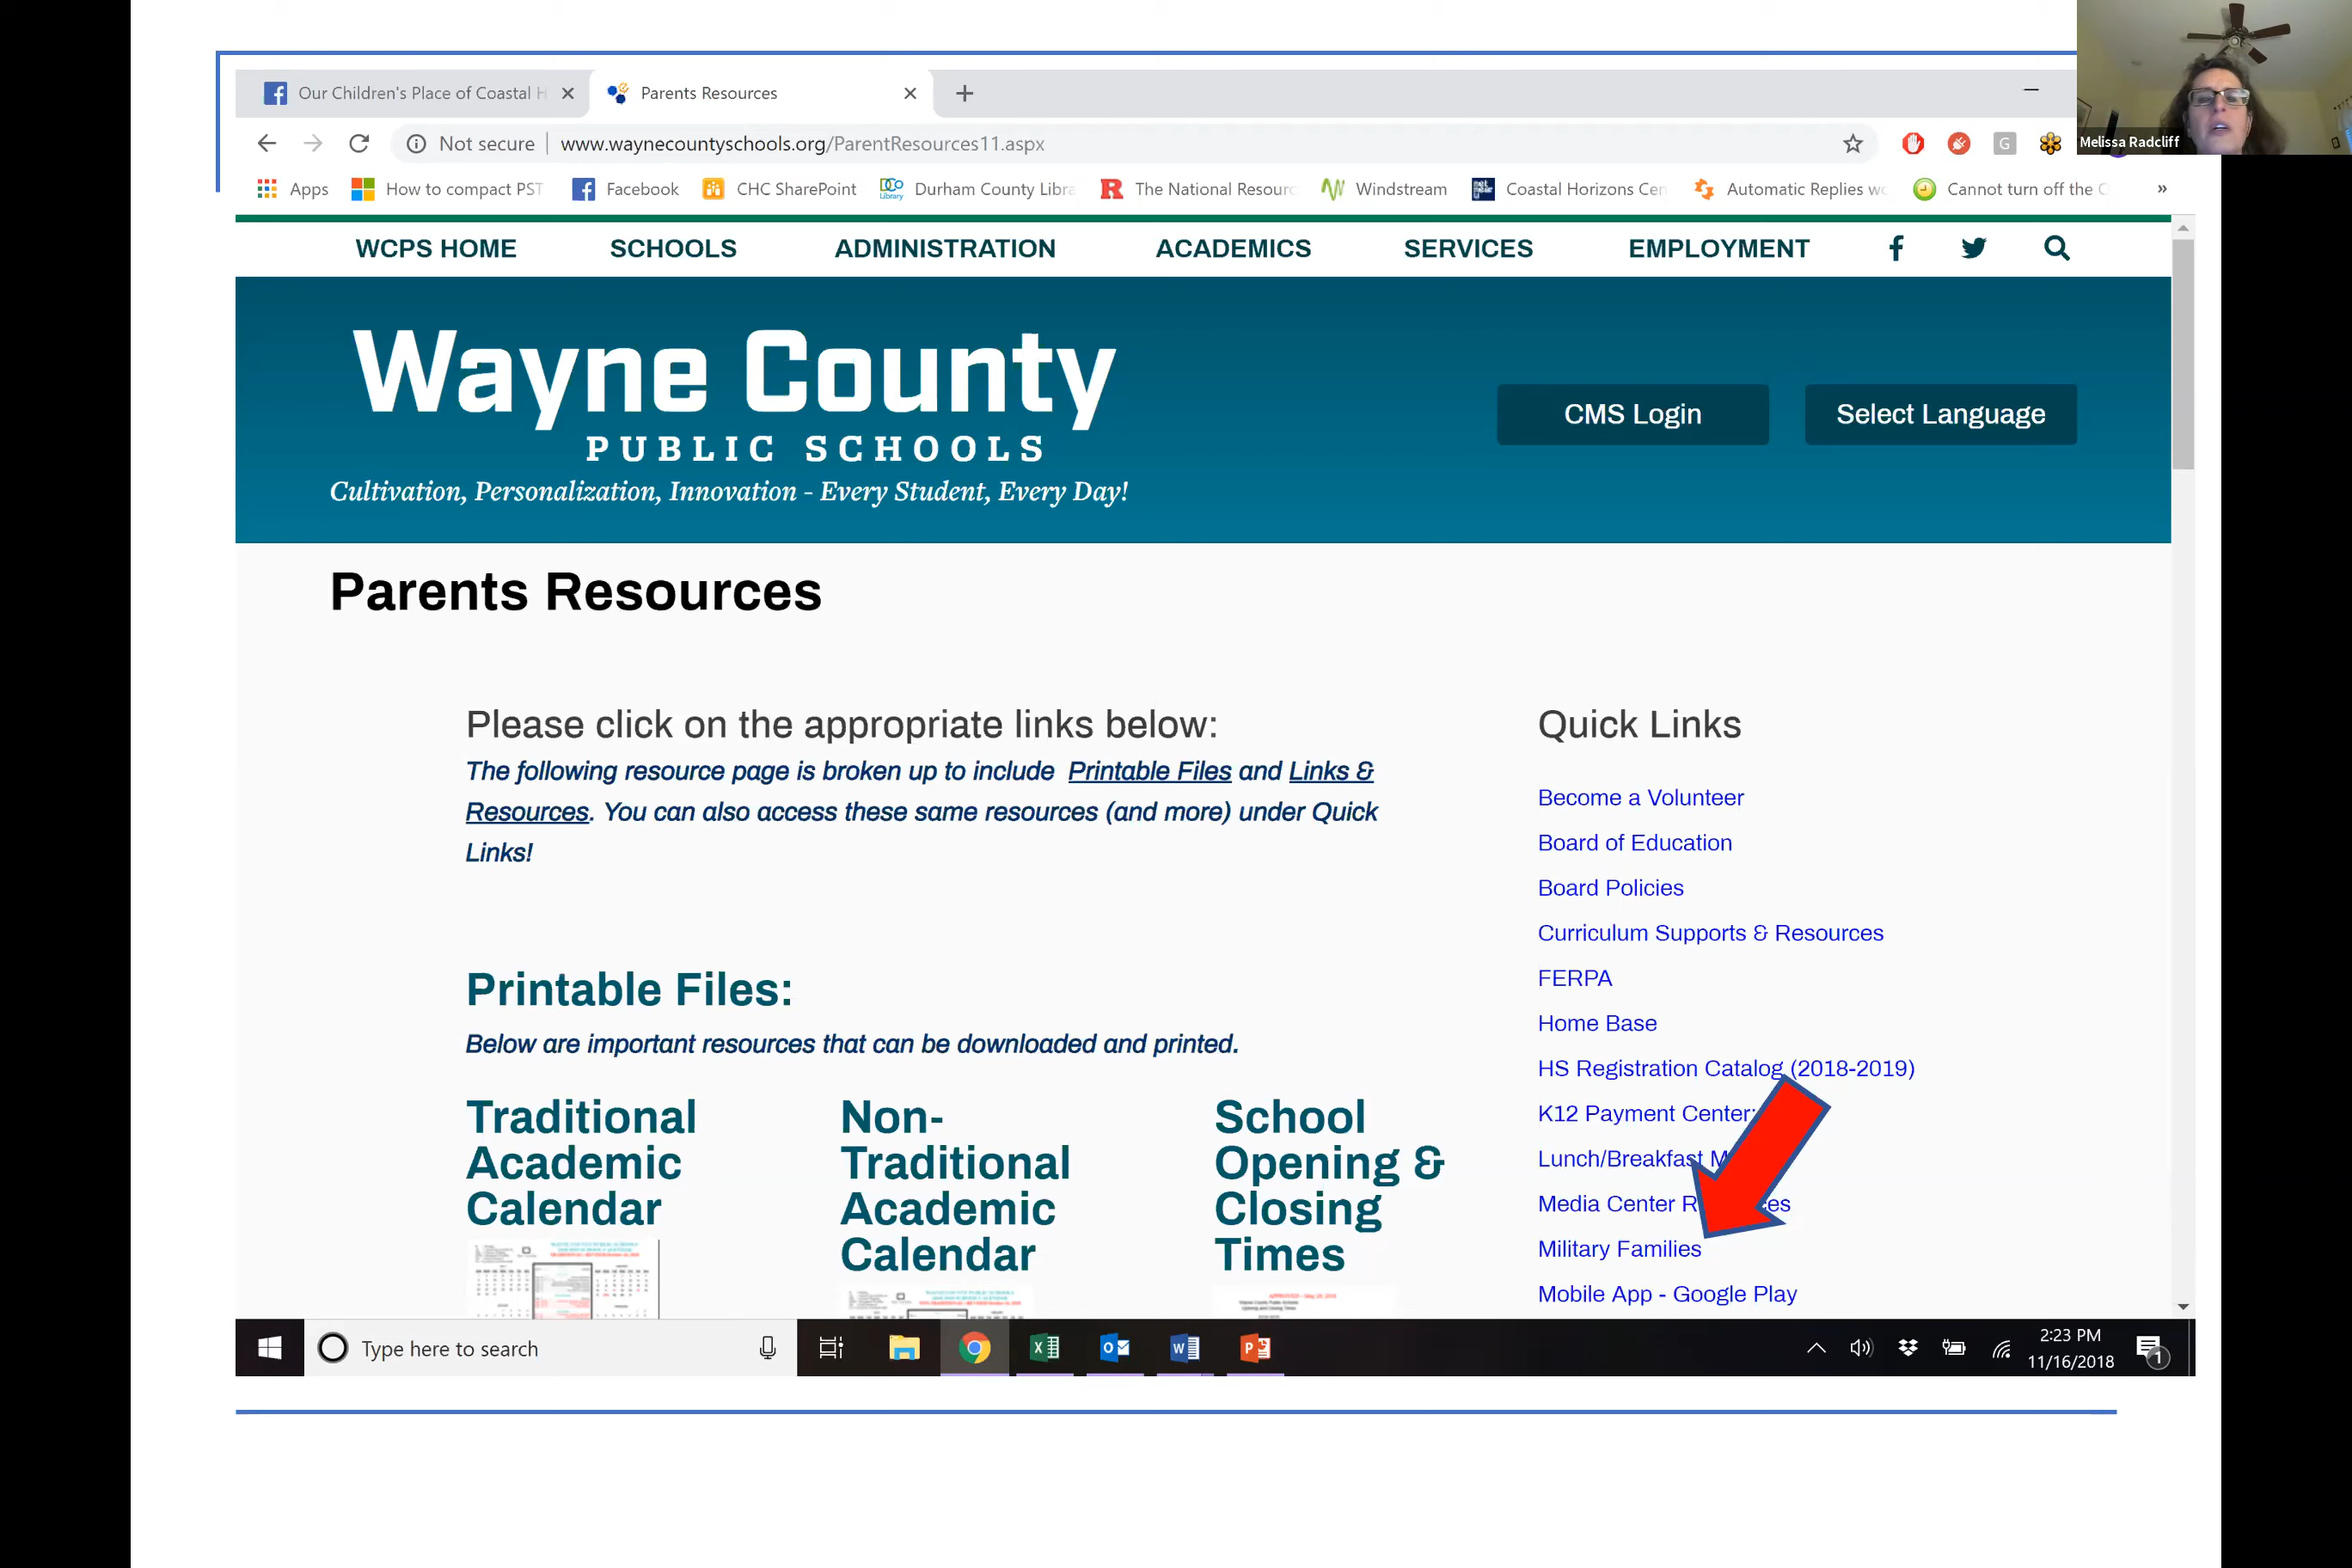 Our Children's Place of Coastal H
Parents Resources
Melissa Radcliff
Not secure
www.waynecountyschools.org/ParentResources11.aspx
G
Apps
How to compact PST
Facebook
CHC SharePoint
Durham County Libra
The National Resourc
Windstream
Coastal Horizons Cen
Automatic Replies wo
Cannot turn off the C
»
WCPS HOME
SCHOOLS
ADMINISTRATION
ACADEMICS
SERVICES
EMPLOYMENT
Wayne County
PUBLIC SCHOOLS
Cultivation, Personalization, Innovation - Every Student, Every Day!
CMS Login
Select Language
Parents Resources
Please click on the appropriate links below:
The following resource page is broken up to include Printable Files and Links &
Resources. You can also access these same resources (and more) under Quick
Links!
Printable Files:
Below are important resources that can be downloaded and printed.
Traditional
Academic
Calendar
Non-
Traditional
Academic
Calendar
School
Opening &
Closing
Times
Quick Links
Become a Volunteer
Board of Education
Board Policies
Curriculum Supports & Resources
FERPA
Home Base
HS Registration Catalog (2018-2019)
K12 Payment Center:
Lunch/Breakfast M
Media Center R es
Military Families
Mobile App - Google Play
Type here to search
2:23 PM
11/16/2018
1